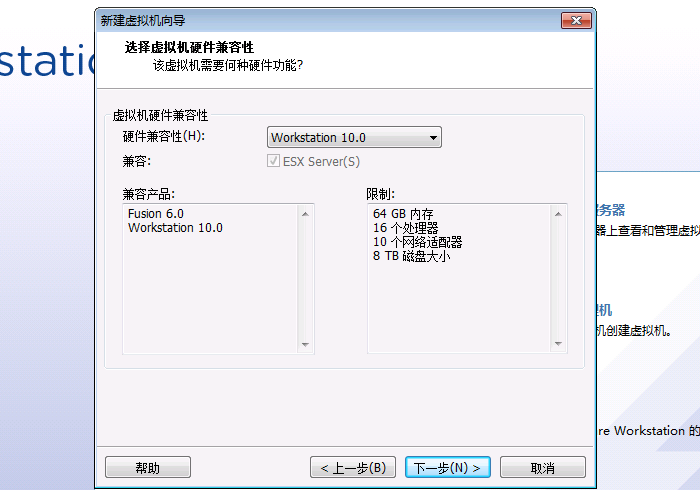 新建虚拟机向导
选择虚拟机硬件兼容性
该虚拟机需要何种硬件功能?
虚拟机硬件兼容性
硬件兼容性(H):
Workstation 10.0
兼容:
ESX Server(S)
兼容产品:
Fusion 6.0
Workstation 10.0
限制:
64 GB 内存
16 个处理器
10 个网络适配器
8 TB 磁盘大小
务器
器上查看和管理虚拟
机
机创建虚拟机。
re Workstation 的
帮助
< 上一步(B)
下一步(N) >
取消